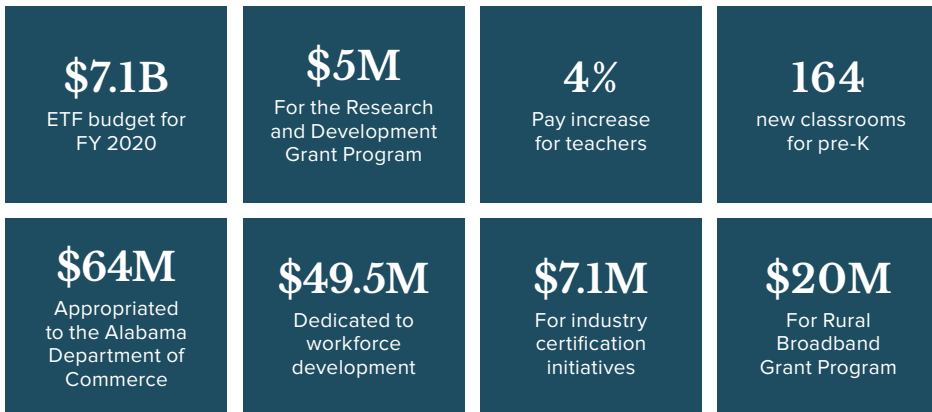 $7.1B
ETF budget for
FY 2020
$5M
For the Research
and Development
Grant Program
4%
Pay increase
for teachers
164
new classrooms
for pre-K
$64M
Appropriated
to the Alabama
Department of
Commerce
$49.5M
Dedicated to
workforce
development
$7.1M
For industry
certification
initiatives
$20M
For Rural
Broadband
Grant Program